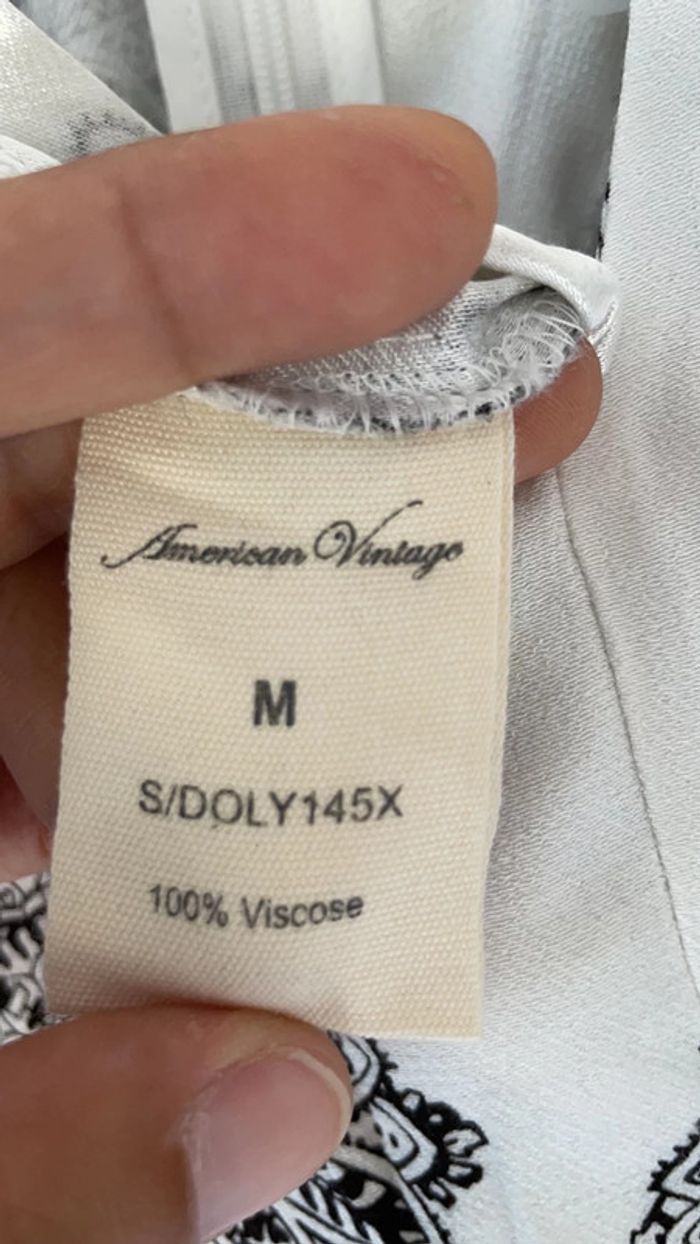 American Vintage
M
S/DOLY145X
100% Viscose